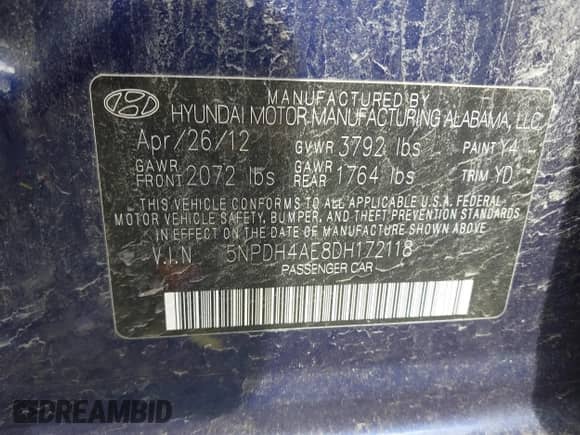 MANUFACTURED BY
HYUNDAI MOTOR MANUFACTURING ALABAMA, LLC
Apr/26/12 GVWR 3792 lbs PAINT Y4
GAWR FRONT 2072 lbs GAWR REAR 1764 lbs TRIM YD
THIS VEHICLE CONFORMS TO ALL APPLICABLE U.S.A. FEDERAL
MOTOR VEHICLE SAFETY, BUMPER, AND THEFT PREVENTION STANDARDS
IN EFFECT ON THE DATE OF MANUFACTURE SHOWN ABOVE
V.I.N 5NPDH4AE8DH172118
PASSENGER CAR
DREAMBID